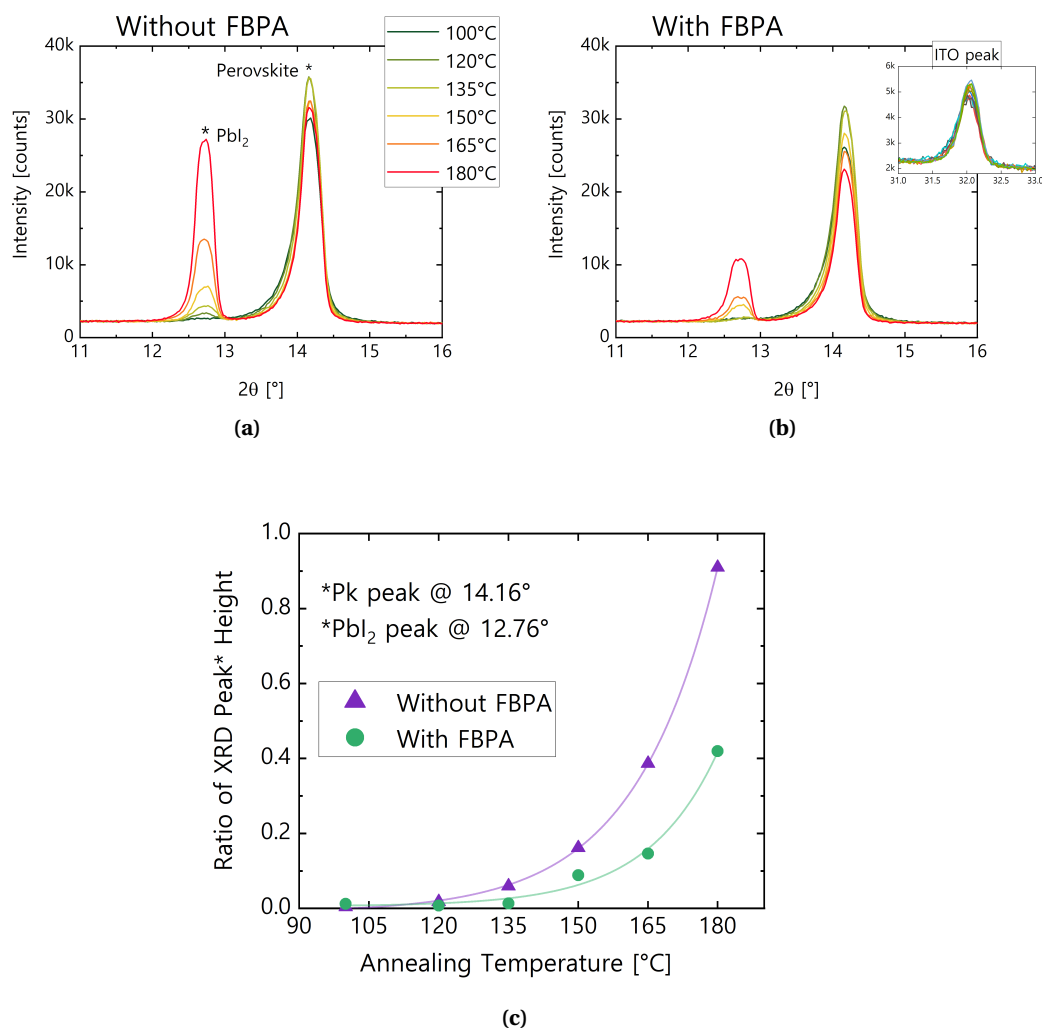 Without FBPA
40k
30k
20k
10k
0
11 12 13 14 15 16
Intensity [counts]
2θ [°]
Perovskite *
* PbI₂
100°C
120°C
135°C
150°C
165°C
180°C
(a)
With FBPA
40k
30k
20k
10k
0
11 12 13 14 15 16
Intensity [counts]
2θ [°]
ITO peak
6k
5k
4k
3k
2k
31.0 31.5 32.0 32.5 33.0
(b)
1.0
0.8
0.6
0.4
0.2
0.0
90 105 120 135 150 165 180
Ratio of XRD Peak* Height
Annealing Temperature [°C]
*Pk peak @ 14.16°
*PbI₂ peak @ 12.76°
Without FBPA
With FBPA
(c)